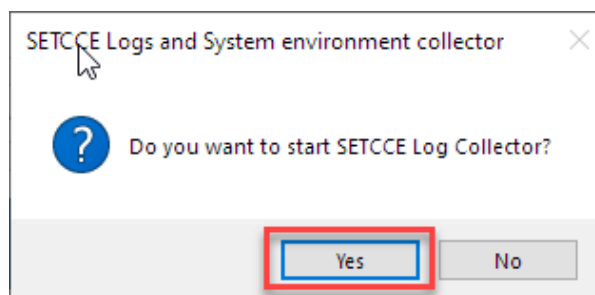 SETCCE Logs and System environment collector
Do you want to start SETCCE Log Collector?
Yes
No